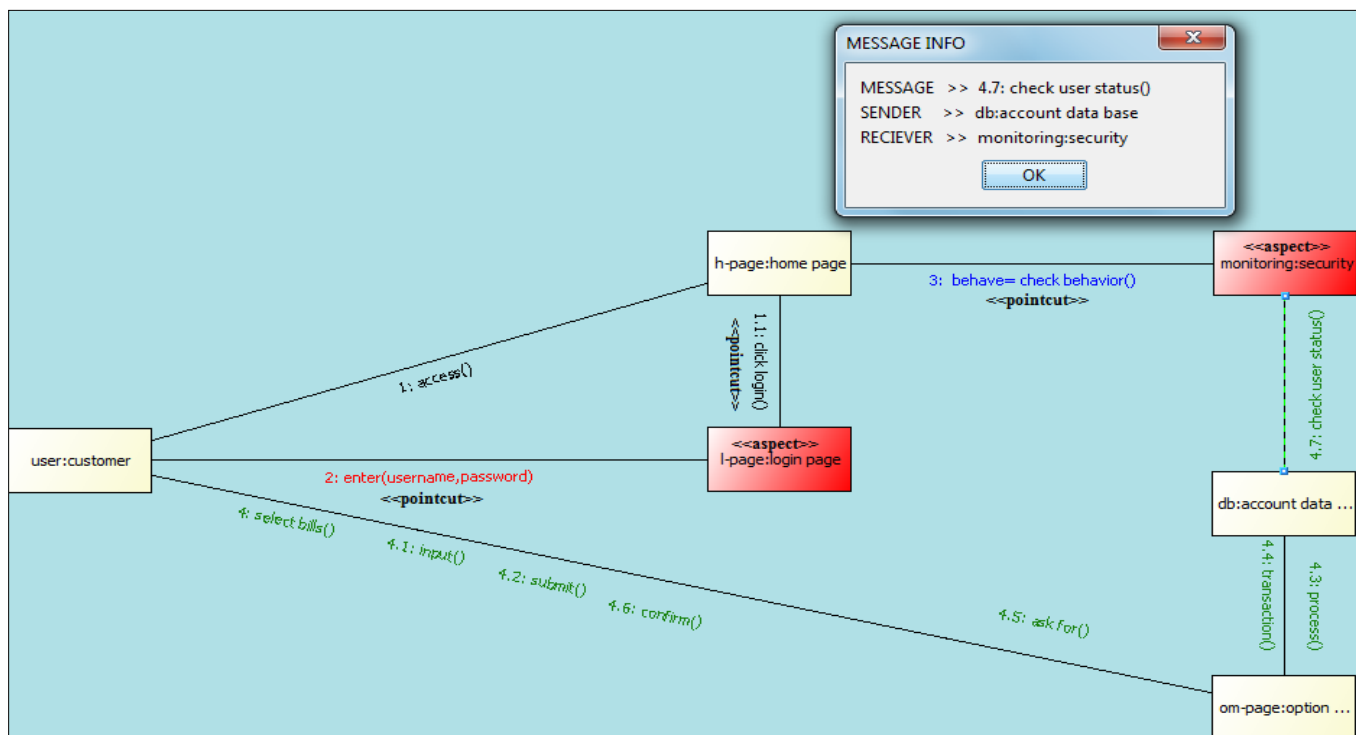 MESSAGE INFO
MESSAGE >> 4.7: check user status()
SENDER >> db:account data base
RECIEVER >> monitoring:security
OK
h-page:home page
3: behave= check behavior()
<<pointcut>>
<<aspect>>
monitoring:security
1: access()
1.1: click login()
<<pointcut>>
4.7: check user status()
user:customer
2: enter(username,password)
<<pointcut>>
<<aspect>>
l-page:login page
db:account data ...
4: select bills()
4.1: input()
4.2: submit()
4.6: confirm()
4.5: ask for()
4.4: transaction()
4.3: process()
om-page:option ...